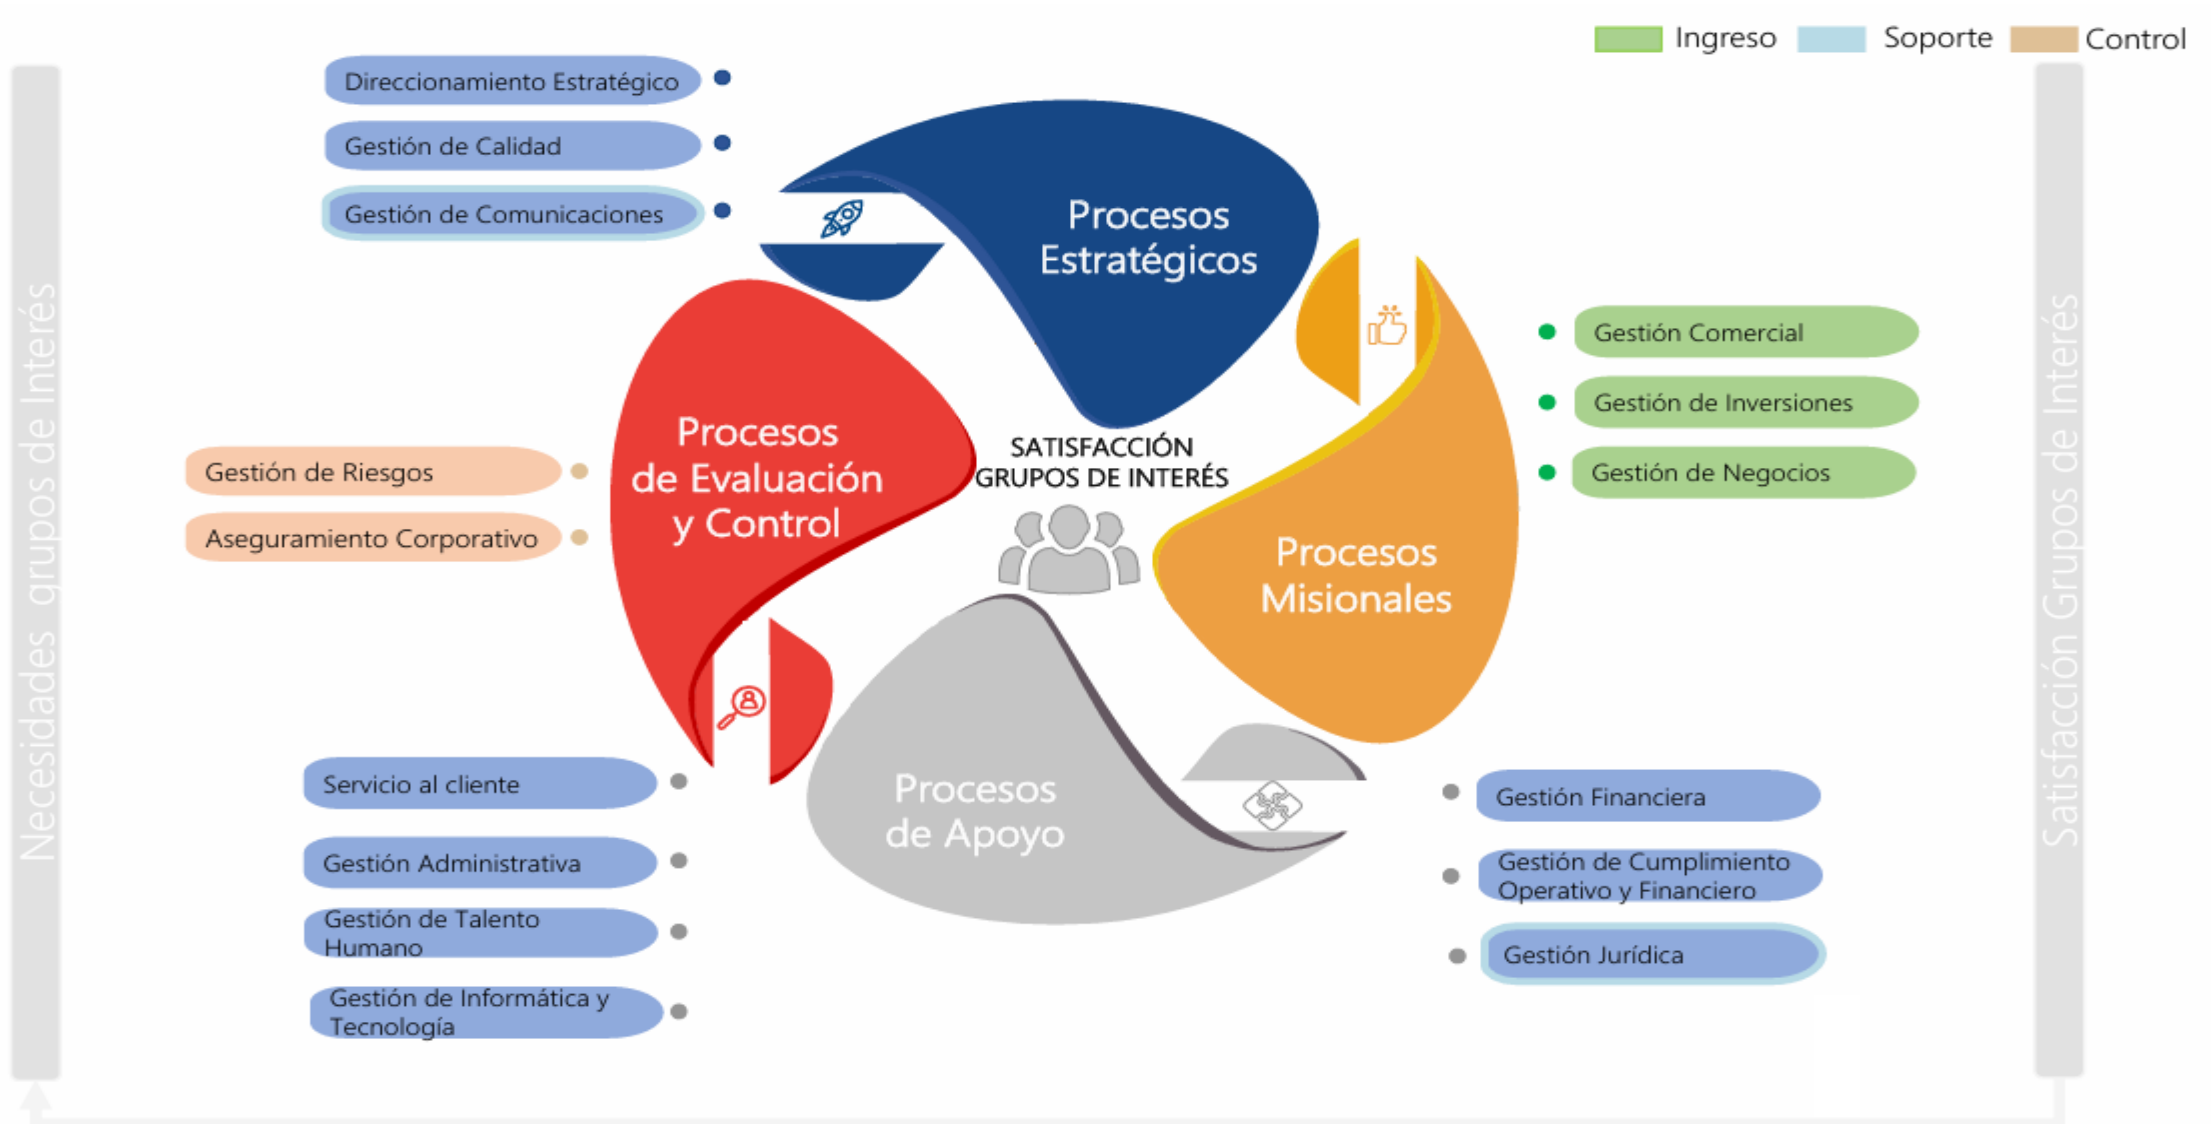 Ingreso
Soporte
Control
Direccionamiento Estratégico
Gestión de Calidad
Gestión de Comunicaciones
Procesos
Estratégicos
Gestión Comercial
Gestión de Inversiones
Gestión de Negocios
Procesos
de Evaluación
y Control
SATISFACCIÓN
GRUPOS DE INTERÉS
Gestión de Riesgos
Aseguramiento Corporativo
Procesos
Misionales
Necesidades grupos de Interés
Satisfacción Grupos de Interés
Procesos
de Apoyo
Servicio al cliente
Gestión Administrativa
Gestión de Talento
Humano
Gestión de Informática y
Tecnología
Gestión Financiera
Gestión de Cumplimiento
Operativo y Financiero
Gestión Jurídica